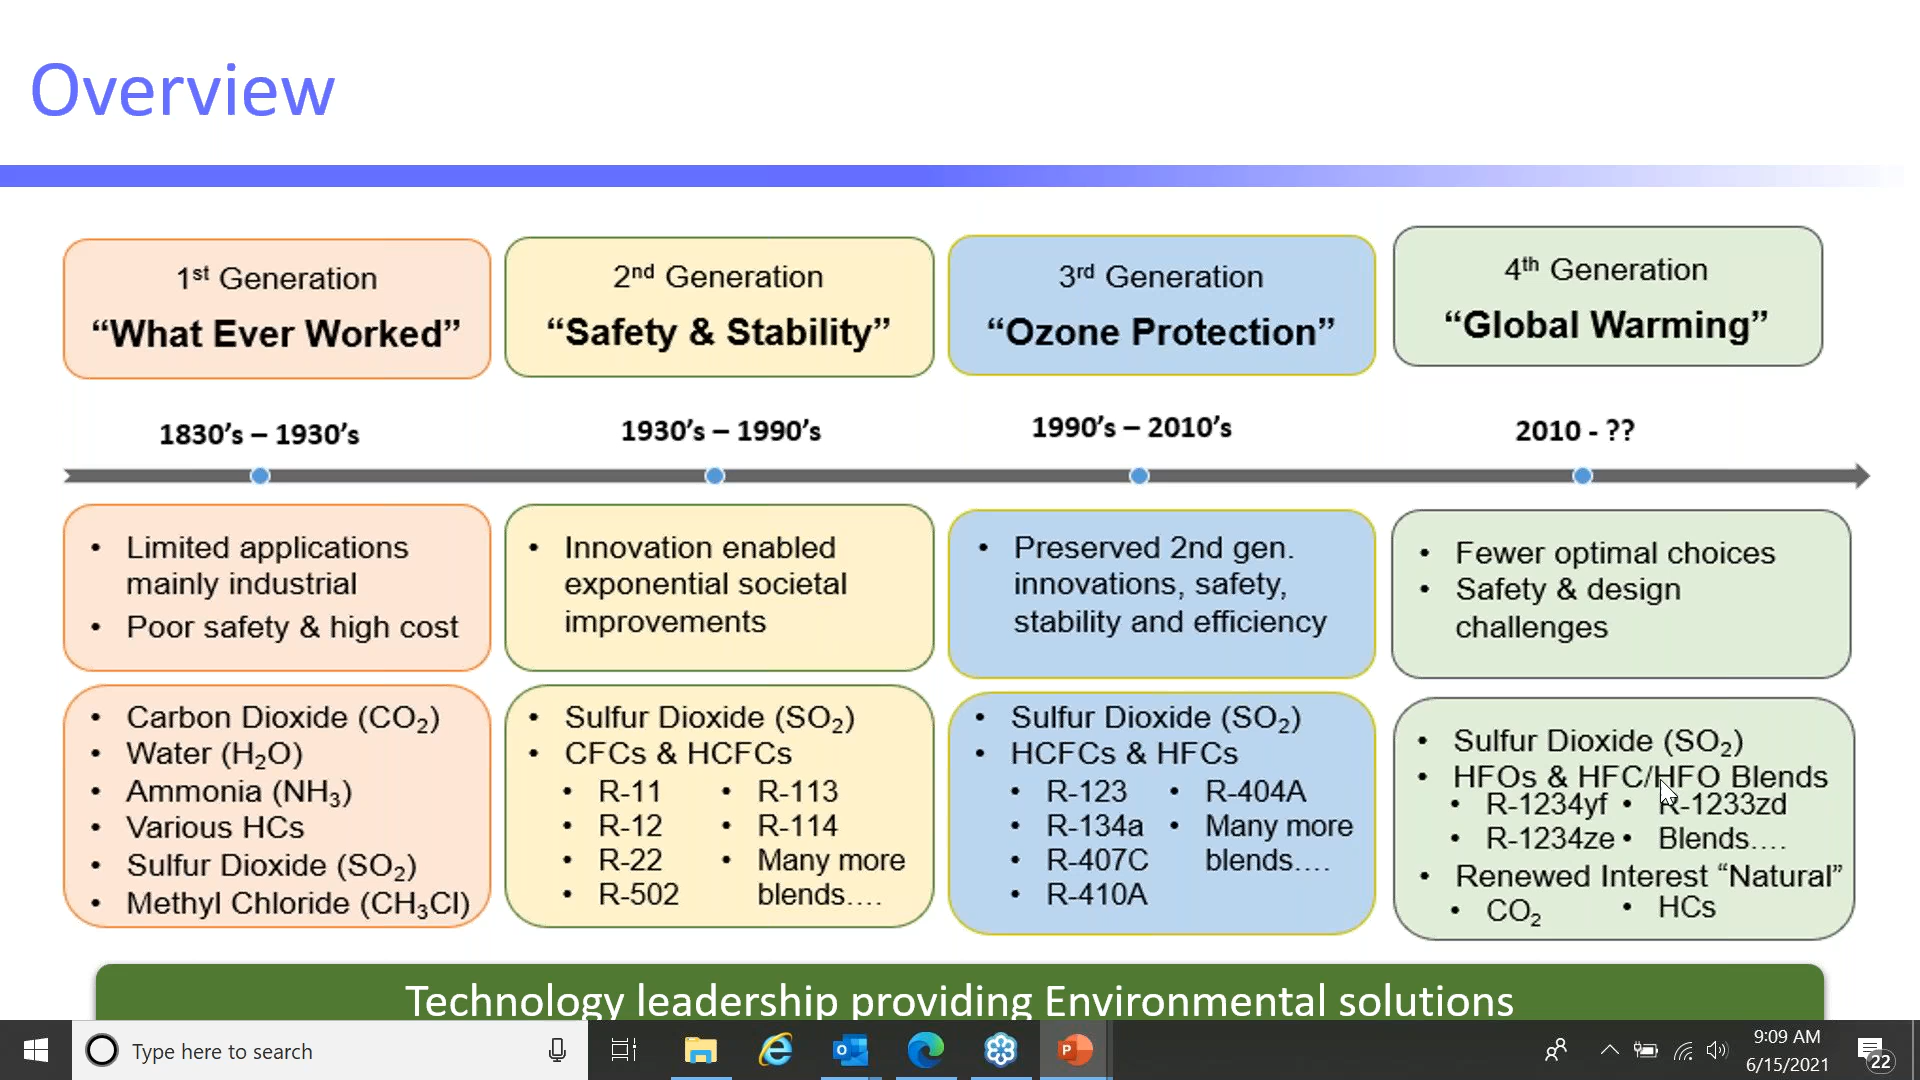 Overview
1st Generation
“What Ever Worked”
2nd Generation
“Safety & Stability”
3rd Generation
“Ozone Protection”
4th Generation
“Global Warming”
1830’s – 1930’s
1930’s – 1990’s
1990’s – 2010’s
2010 - ??
• Limited applications
mainly industrial
• Poor safety & high cost
• Innovation enabled
exponential societal
improvements
• Preserved 2nd gen.
innovations, safety,
stability and efficiency
• Fewer optimal choices
• Safety & design
challenges
• Carbon Dioxide (CO₂)
• Water (H₂O)
• Ammonia (NH₃)
• Various HCs
• Sulfur Dioxide (SO₂)
• Methyl Chloride (CH₃Cl)
• Sulfur Dioxide (SO₂)
• CFCs & HCFCs
• R-11
• R-12
• R-22
• R-502
• R-113
• R-114
• Many more
blends....
• Sulfur Dioxide (SO₂)
• HCFCs & HFCs
• R-123
• R-134a
• R-407C
• R-410A
• R-404A
• Many more
blends....
• Sulfur Dioxide (SO₂)
• HFOs & HFC/HFO Blends
• R-1234yf
• R-1234ze
• R-1233zd
• Blends....
• Renewed Interest “Natural”
• CO₂
• HCs
Technology leadership providing Environmental solutions
Type here to search
9:09 AM
6/15/2021
22